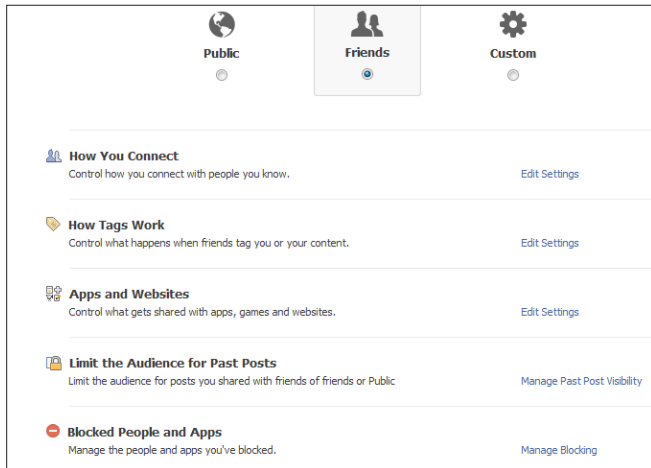 Public Friends Custom
How You Connect
Control how you connect with people you know. Edit Settings
How Tags Work
Control what happens when friends tag you or your content. Edit Settings
Apps and Websites
Control what gets shared with apps, games and websites. Edit Settings
Limit the Audience for Past Posts
Limit the audience for posts you shared with friends of friends or Public Manage Past Post Visibility
Blocked People and Apps
Manage the people and apps you've blocked. Manage Blocking